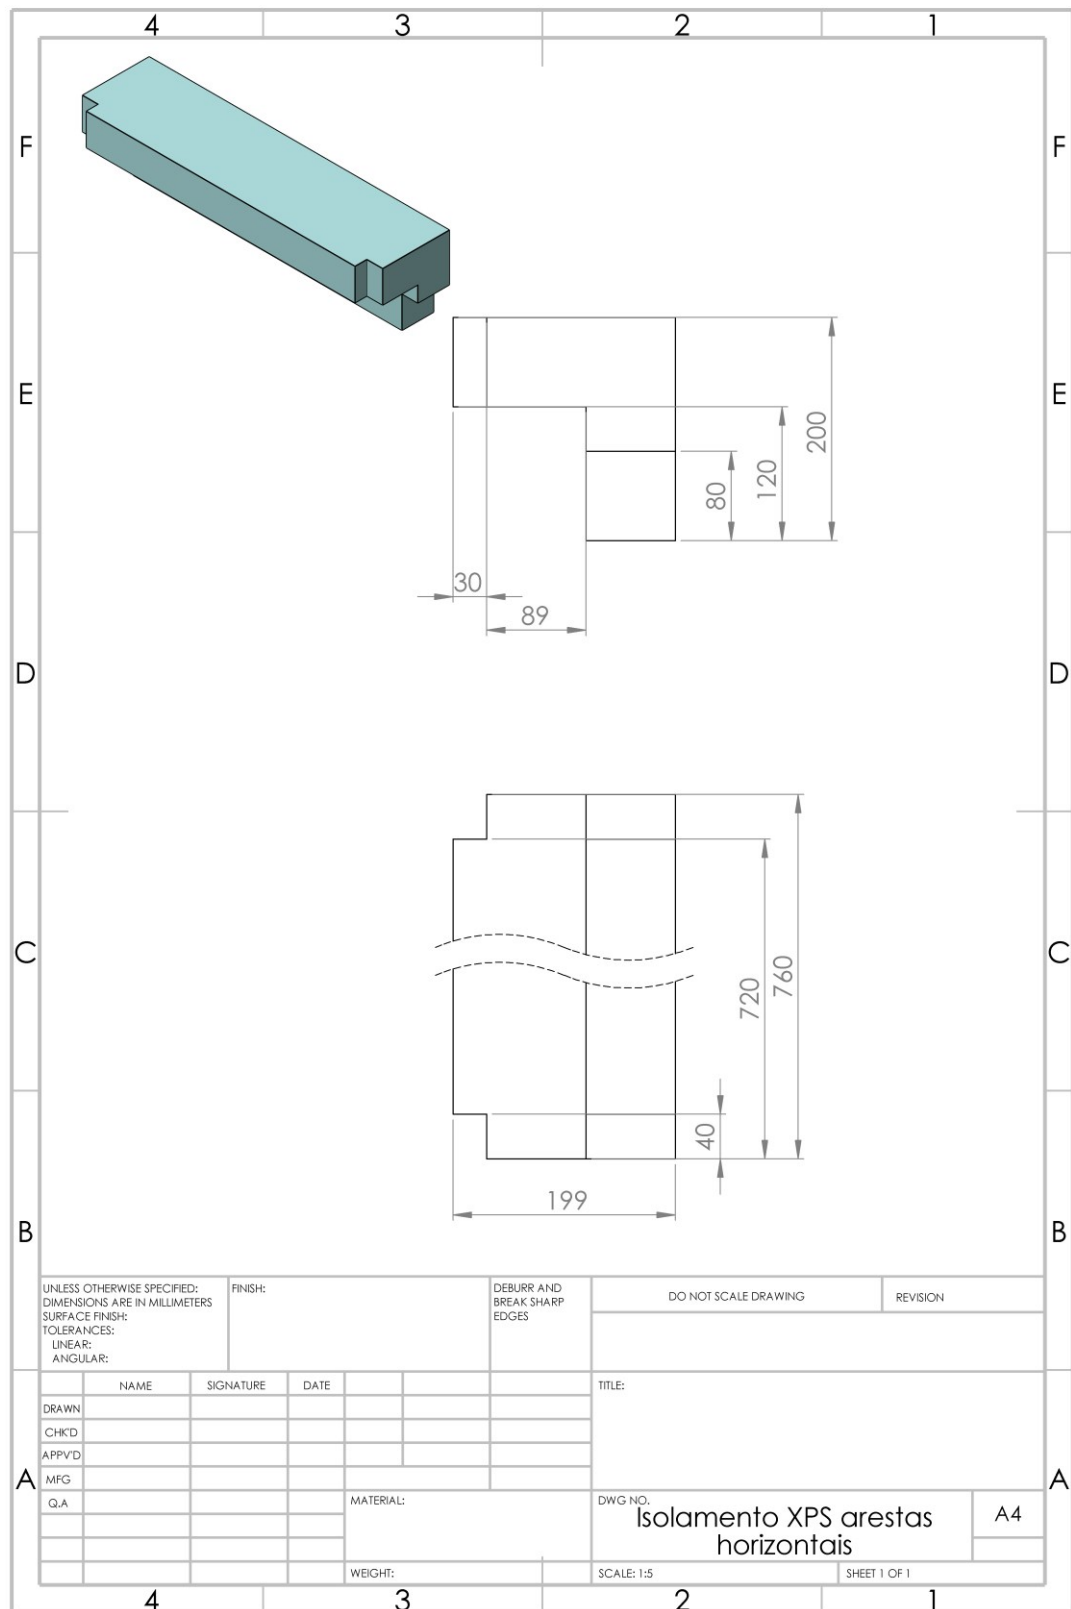 4 3 2 1
F F
E E
200
120
80
30
89
D D
C C
760
720
40
199
B B
UNLESS OTHERWISE SPECIFIED:
DIMENSIONS ARE IN MILLIMETERS
SURFACE FINISH:
TOLERANCES:
LINEAR:
ANGULAR:
FINISH:
DEBURR AND
BREAK SHARP
EDGES
DO NOT SCALE DRAWING
REVISION
NAME SIGNATURE DATE
TITLE:
DRAWN
CHK'D
APPV'D
MFG
Q.A
A A
MATERIAL:
DWG NO.
Isolamento XPS arestas
horizontais
A4
WEIGHT:
SCALE: 1:5
SHEET 1 OF 1
4 3 2 1